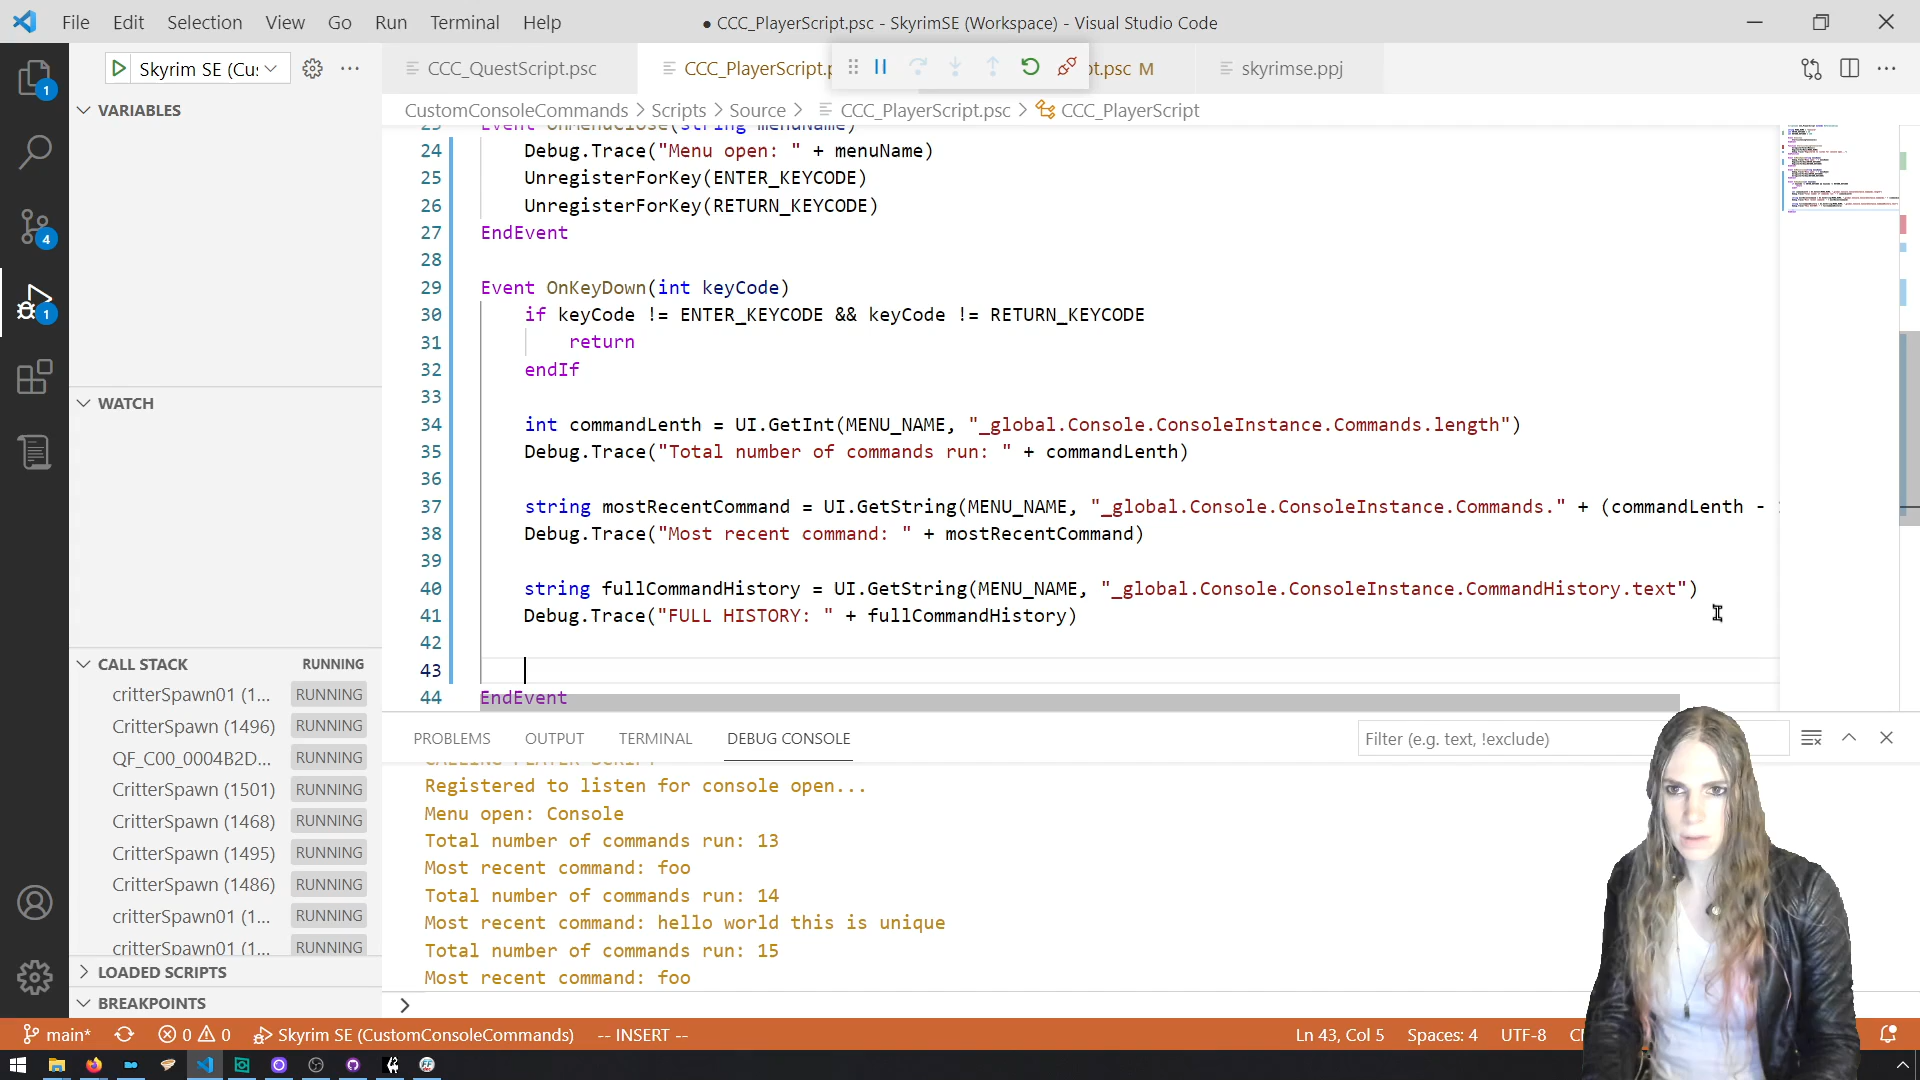 File Edit Selection View Go Run Terminal Help
● CCC_PlayerScript.psc - SkyrimSE (Workspace) - Visual Studio Code
Skyrim SE (Cu:
CCC_QuestScript.psc
CCC_PlayerScript.p
ot.psc M
skyrimse.ppj
CustomConsoleCommands > Scripts > Source > CCC_PlayerScript.psc > CCC_PlayerScript
VARIABLES
WATCH
CALL STACK RUNNING
critterSpawn01 (1... RUNNING
CritterSpawn (1496) RUNNING
QF_C00_0004B2D... RUNNING
CritterSpawn (1501) RUNNING
CritterSpawn (1468) RUNNING
CritterSpawn (1495) RUNNING
CritterSpawn (1486) RUNNING
critterSpawn01 (1... RUNNING
critterSpawn01 (1... RUNNING
LOADED SCRIPTS
BREAKPOINTS
23 Event OnMenuClose(string menuName)
24 Debug.Trace("Menu open: " + menuName)
25 UnregisterForKey(ENTER_KEYCODE)
26 UnregisterForKey(RETURN_KEYCODE)
27 EndEvent
28
29 Event OnKeyDown(int keyCode)
30 if keyCode != ENTER_KEYCODE && keyCode != RETURN_KEYCODE
31 return
32 endIf
33
34 int commandLenth = UI.GetInt(MENU_NAME, "_global.Console.ConsoleInstance.Commands.length")
35 Debug.Trace("Total number of commands run: " + commandLenth)
36
37 string mostRecentCommand = UI.GetString(MENU_NAME, "_global.Console.ConsoleInstance.Commands." + (commandLenth -
38 Debug.Trace("Most recent command: " + mostRecentCommand)
39
40 string fullCommandHistory = UI.GetString(MENU_NAME, "_global.Console.ConsoleInstance.CommandHistory.text")
41 Debug.Trace("FULL HISTORY: " + fullCommandHistory)
42
43
44 EndEvent
PROBLEMS OUTPUT TERMINAL DEBUG CONSOLE
Filter (e.g. text, !exclude)
CALLING PLAYER SCRIPT
Registered to listen for console open...
Menu open: Console
Total number of commands run: 13
Most recent command: foo
Total number of commands run: 14
Most recent command: hello world this is unique
Total number of commands run: 15
Most recent command: foo
>
main* 0 0 Skyrim SE (CustomConsoleCommands) -- INSERT --
Ln 43, Col 5 Spaces: 4 UTF-8
1
4
1